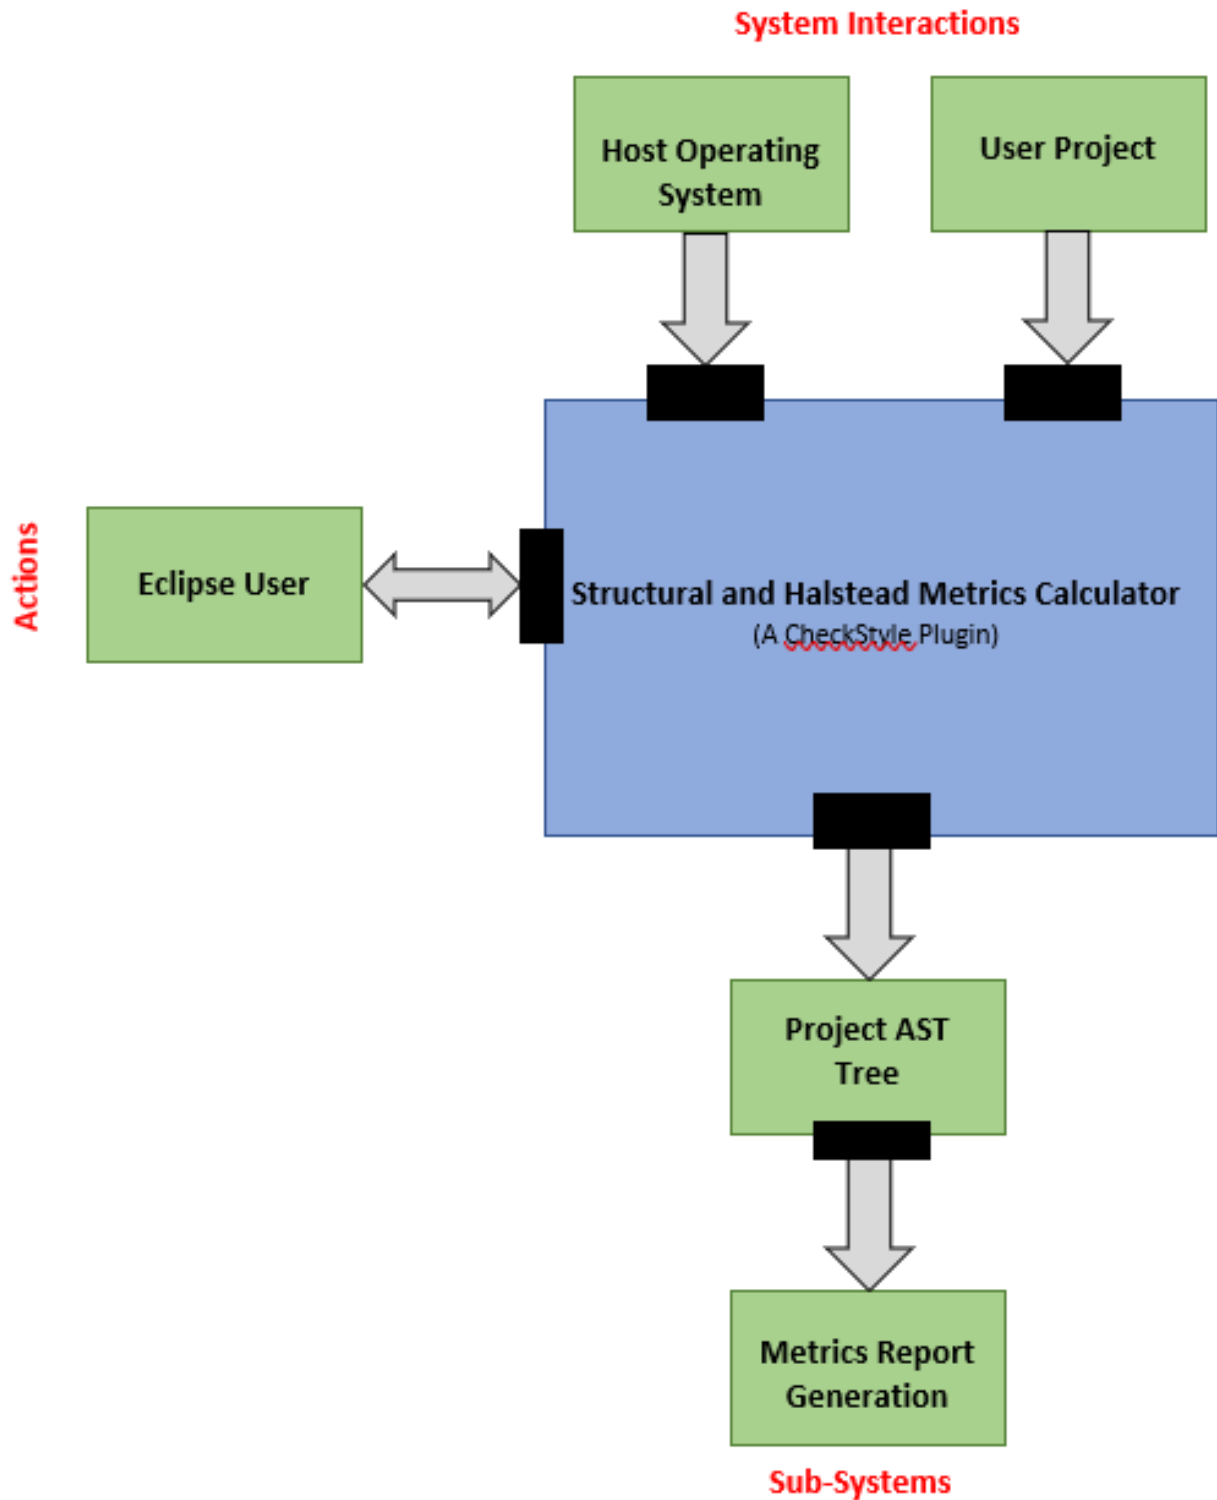 System Interactions
Host Operating
System
User Project
Actions
Eclipse User
Structural and Halstead Metrics Calculator
(A CheckStyle Plugin)
Project AST
Tree
Metrics Report
Generation
Sub-Systems